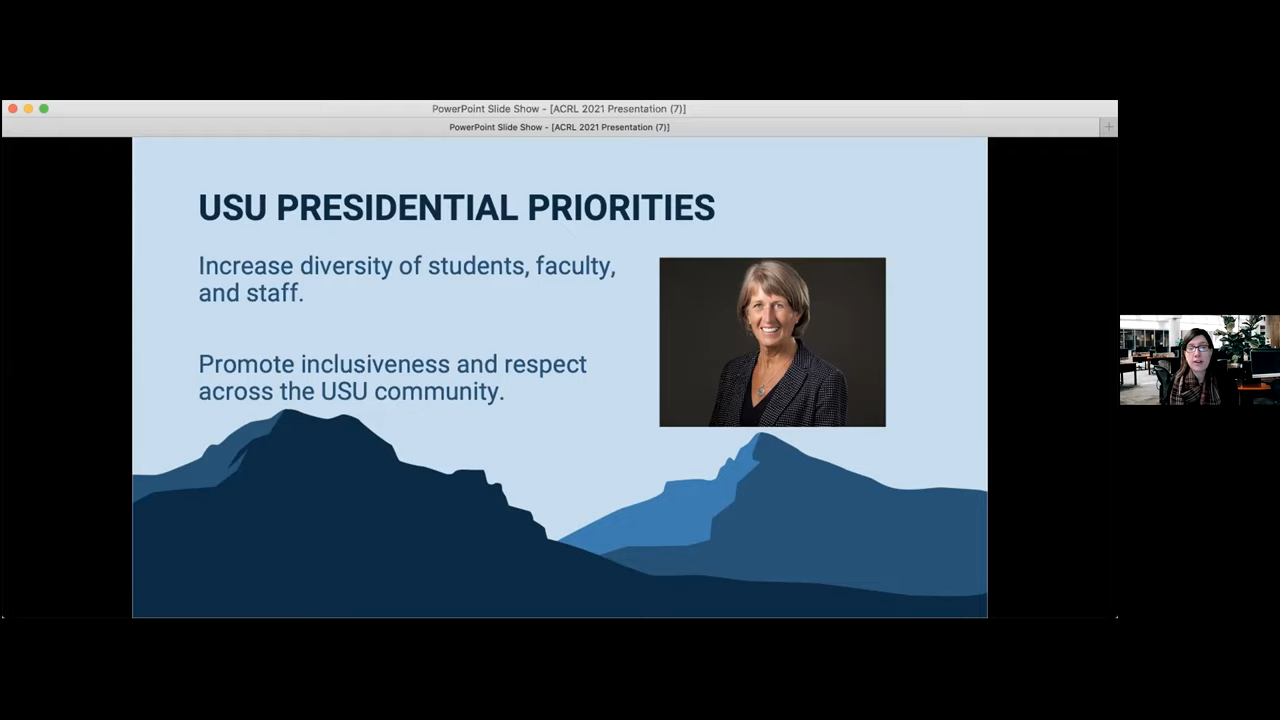 PowerPoint Slide Show - [ACRL 2021 Presentation (7)]
PowerPoint Slide Show - [ACRL 2021 Presentation (7)]
USU PRESIDENTIAL PRIORITIES
Increase diversity of students, faculty,
and staff.
Promote inclusiveness and respect
across the USU community.